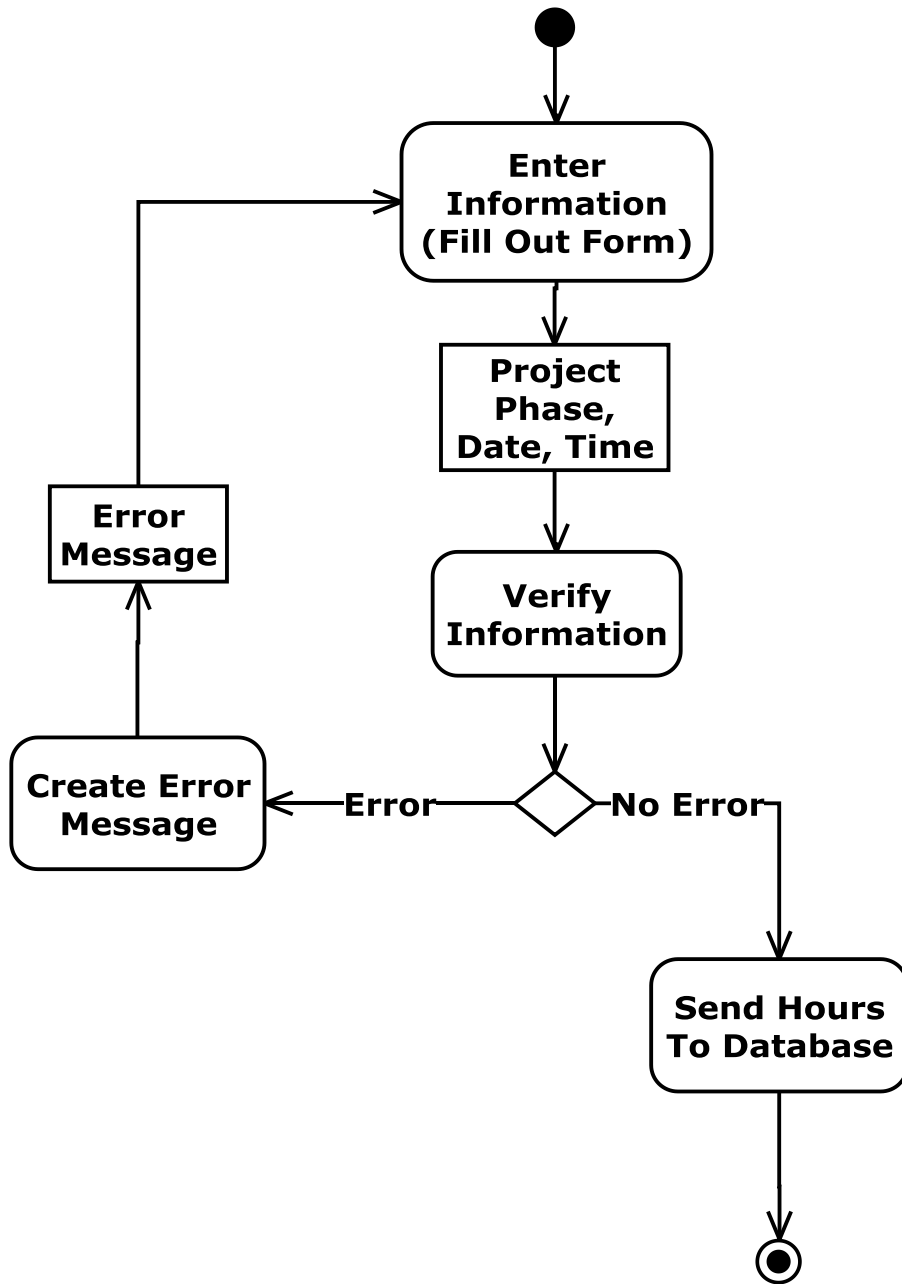 Enter
Information
(Fill Out Form)
Project
Phase,
Date, Time
Error
Message
Verify
Information
Create Error
Message
Error
No Error
Send Hours
To Database